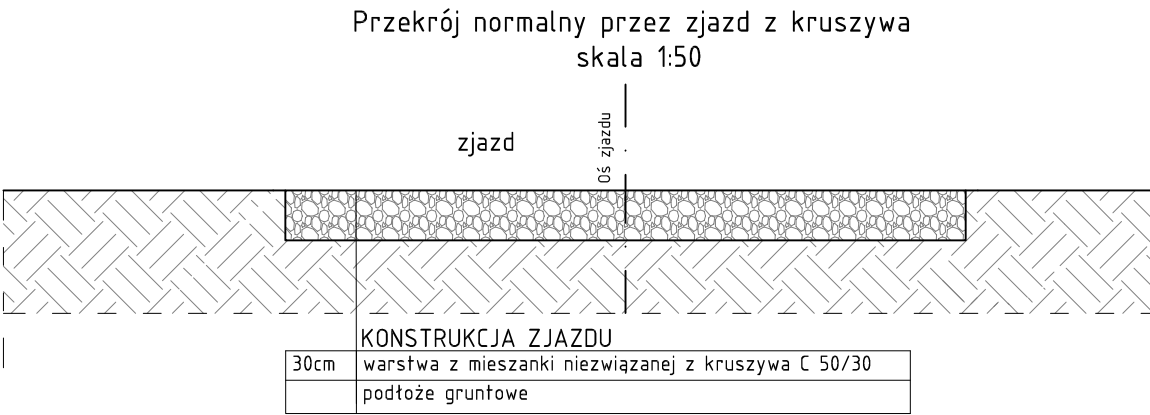 Przekrój normalny przez zjazd z kruszywa
skala 1:50
zjazd
Oś zjazdu
KONSTRUKCJA ZJAZDU
30cm warstwa z mieszanki niezwiązanej z kruszywa C 50/30
podłoże gruntowe